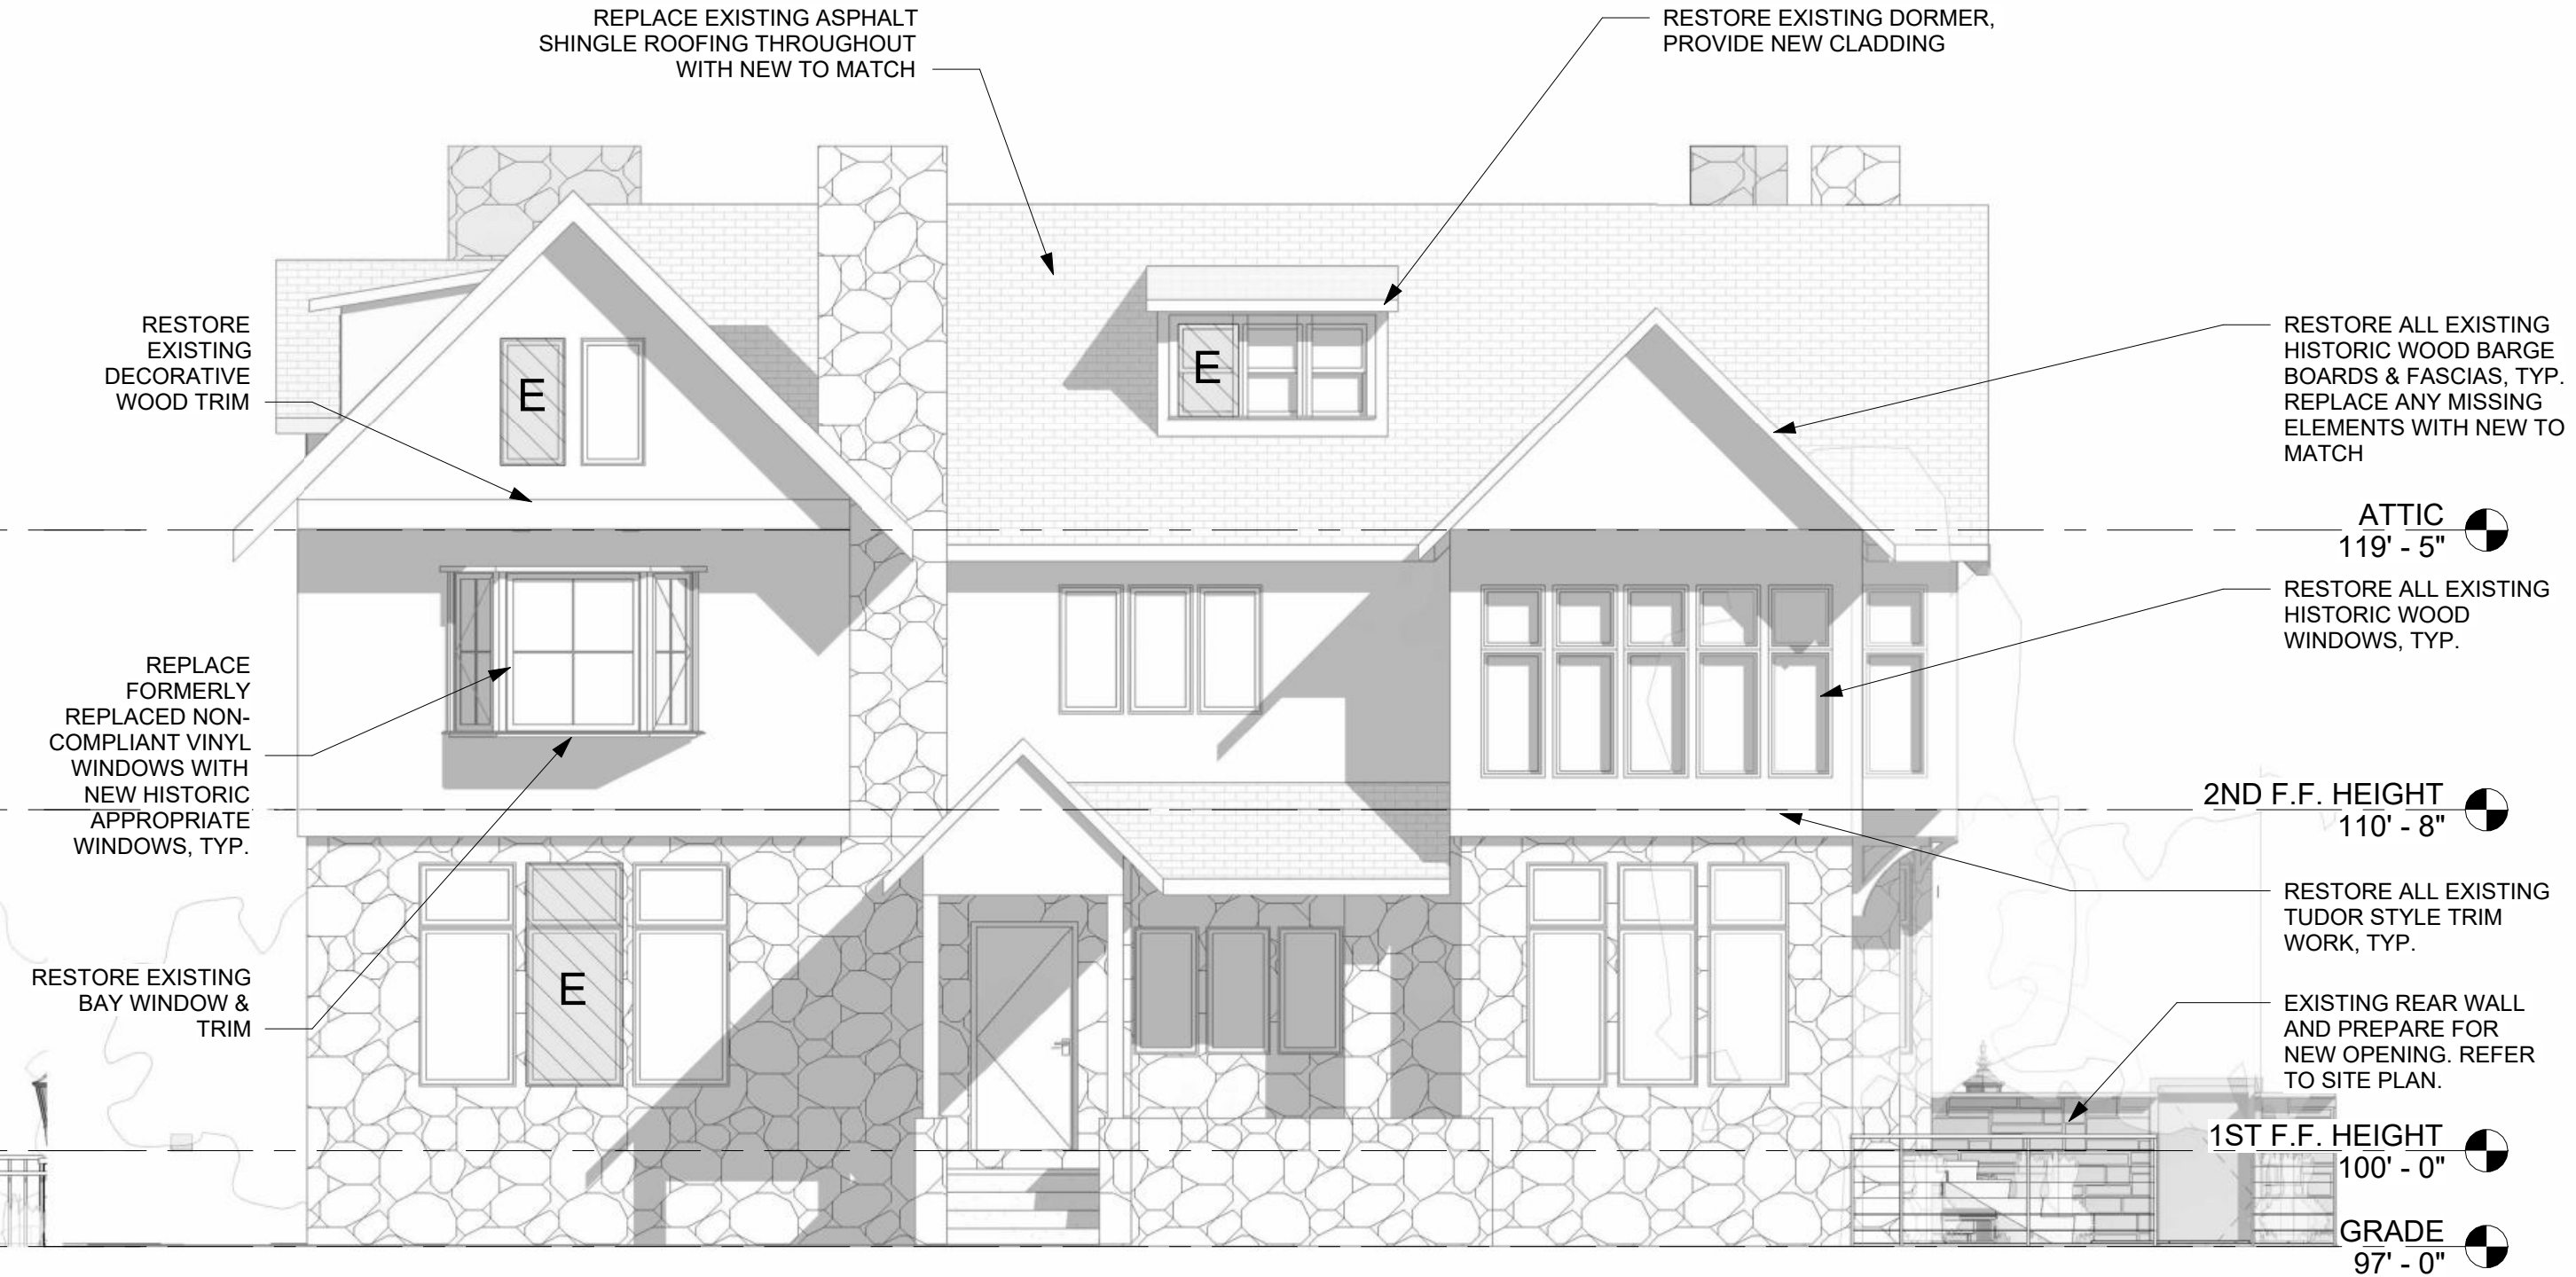 REPLACE EXISTING ASPHALT
SHINGLE ROOFING THROUGHOUT
WITH NEW TO MATCH
RESTORE EXISTING DORMER,
PROVIDE NEW CLADDING
RESTORE
EXISTING
DECORATIVE
WOOD TRIM
E
E
RESTORE ALL EXISTING
HISTORIC WOOD BARGE
BOARDS & FASCIAS, TYP.
REPLACE ANY MISSING
ELEMENTS WITH NEW TO
MATCH
ATTIC
119' - 5"
RESTORE ALL EXISTING
HISTORIC WOOD
WINDOWS, TYP.
REPLACE
FORMERLY
REPLACED NON-
COMPLIANT VINYL
WINDOWS WITH
NEW HISTORIC
APPROPRIATE
WINDOWS, TYP.
2ND F.F. HEIGHT
110' - 8"
RESTORE ALL EXISTING
TUDOR STYLE TRIM
WORK, TYP.
E
RESTORE EXISTING
BAY WINDOW &
TRIM
EXISTING REAR WALL
AND PREPARE FOR
NEW OPENING. REFER
TO SITE PLAN.
1ST F.F. HEIGHT
100' - 0"
GRADE
97' - 0"